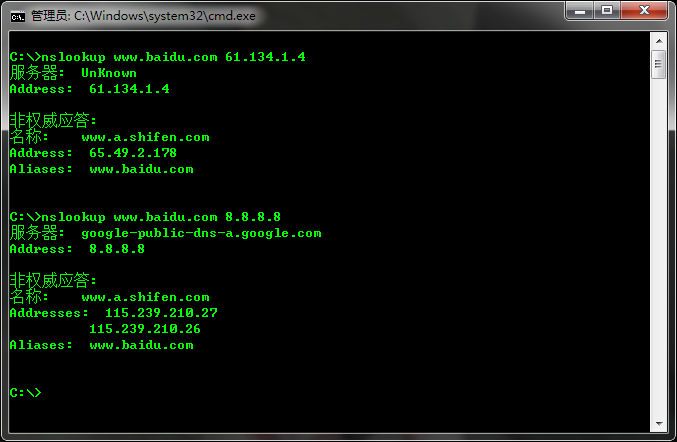 管理员: C:\Windows\system32\cmd.exe
C:\>nslookup www.baidu.com 61.134.1.4
服务器:  UnKnown
Address:  61.134.1.4
非权威应答:
名称:    www.a.shifen.com
Address:  65.49.2.178
Aliases:  www.baidu.com
C:\>nslookup www.baidu.com 8.8.8.8
服务器:  google-public-dns-a.google.com
Address:  8.8.8.8
非权威应答:
名称:    www.a.shifen.com
Addresses:  115.239.210.27
115.239.210.26
Aliases:  www.baidu.com
C:\>